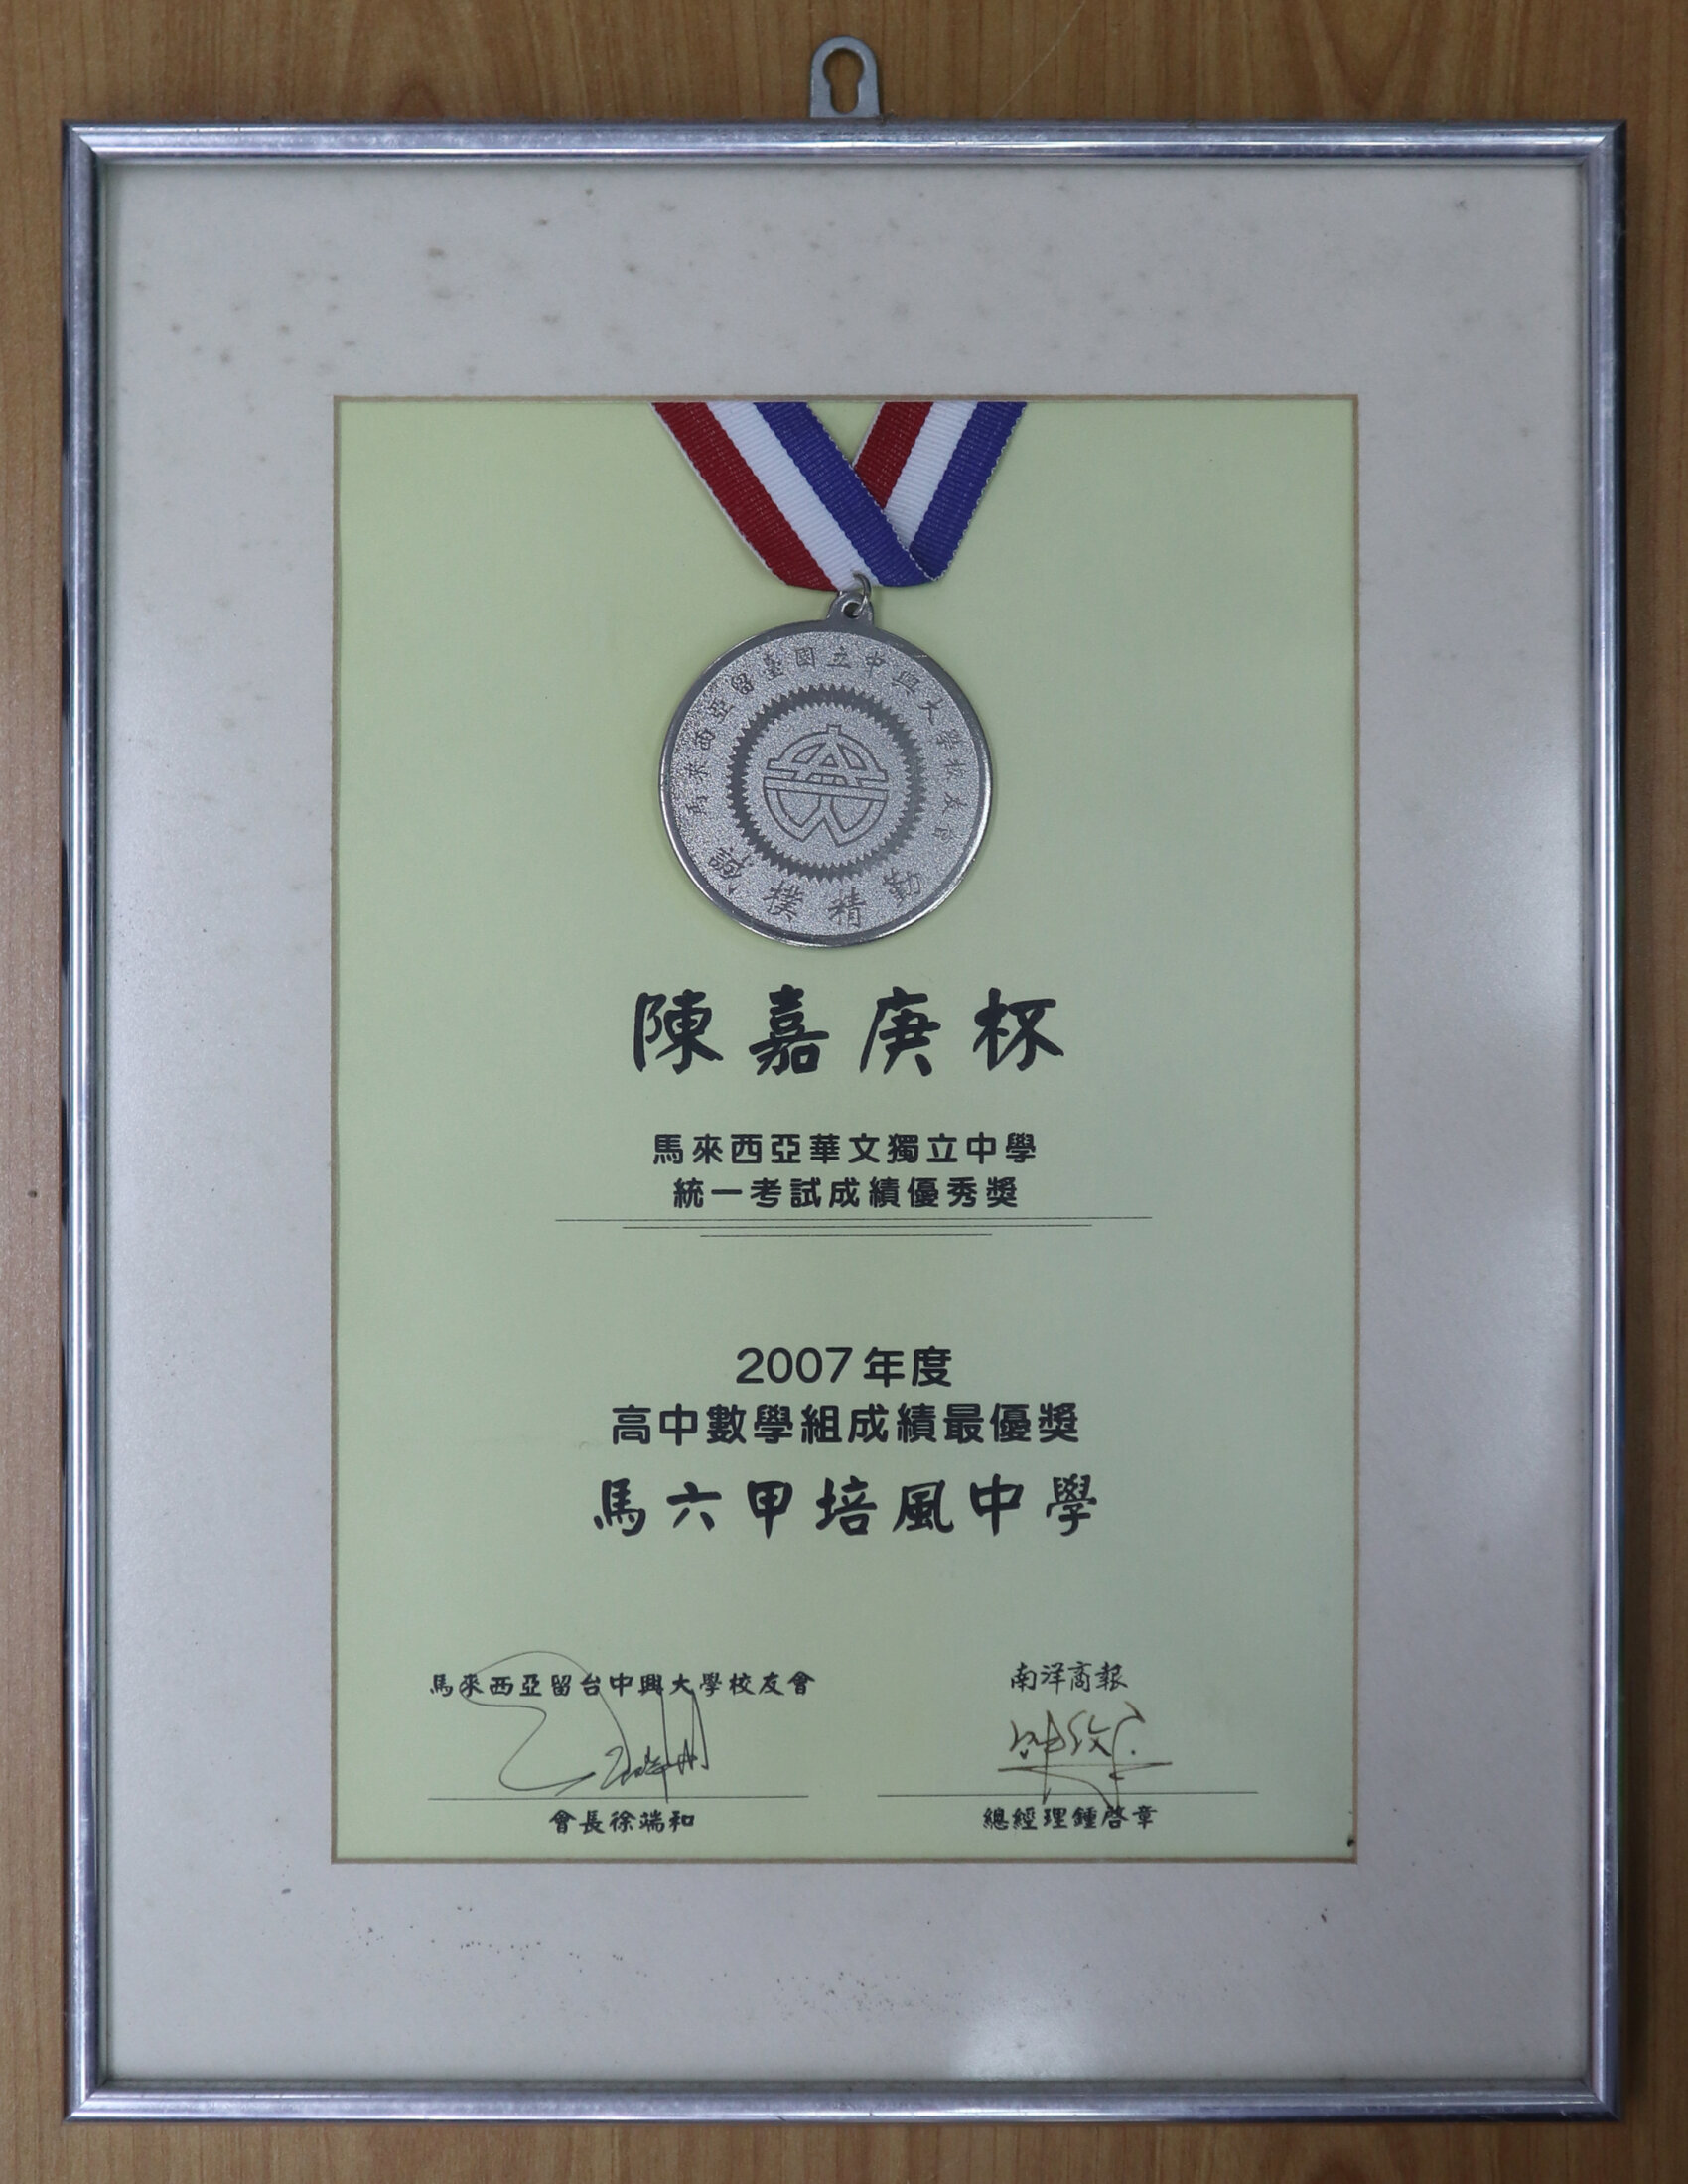 馬來西亞留臺國立中興大學校友會
誠樸精勤
陳嘉庚杯
馬來西亞華文獨立中學
統一考試成績優秀獎
2007年度
高中數學組成績最優獎
馬六甲培風中學
馬來西亞留台中興大學校友會
南洋商報
會長徐端和
總經理鍾啓章